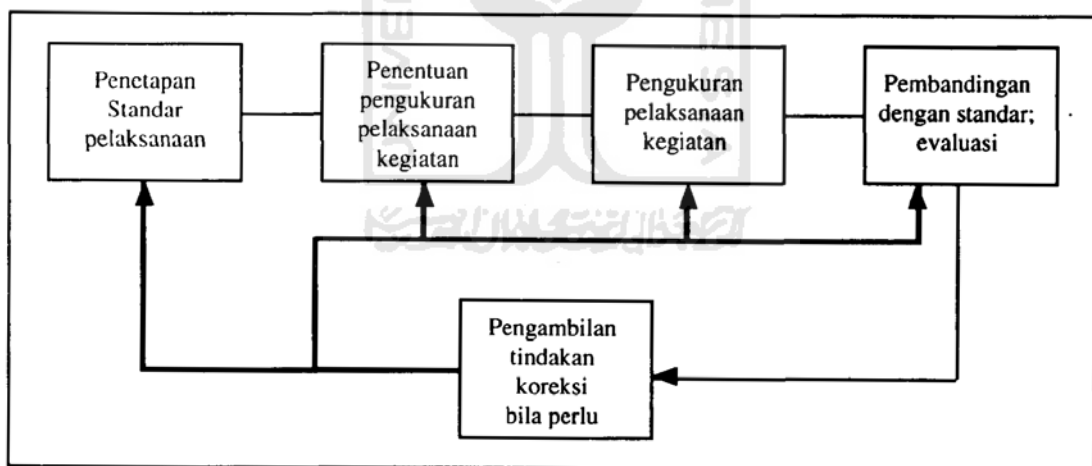 Penetapan
Standar
pelaksanaan
Penentuan
pengukuran
pelaksanaan
kegiatan
Pengukuran
pelaksanaan
kegiatan
Pembandingan
dengan standar;
evaluasi
Pengambilan
tindakan
koreksi
bila perlu